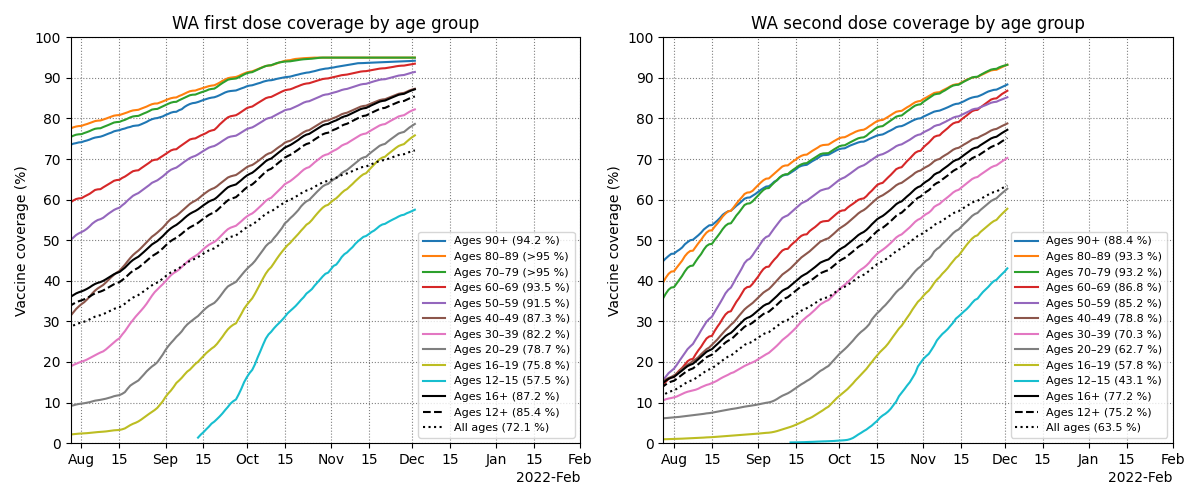 WA first dose coverage by age group
Vaccine coverage (%)
100
90
80
70
60
50
40
30
20
10
0
Ages 90+ (94.2 %)
Ages 80–89 (>95 %)
Ages 70–79 (>95 %)
Ages 60–69 (93.5 %)
Ages 50–59 (91.5 %)
Ages 40–49 (87.3 %)
Ages 30–39 (82.2 %)
Ages 20–29 (78.7 %)
Ages 16–19 (75.8 %)
Ages 12–15 (57.5 %)
Ages 16+ (87.2 %)
Ages 12+ (85.4 %)
All ages (72.1 %)
Aug 15 Sep 15 Oct 15 Nov 15 Dec 15 Jan 15 Feb
2022-Feb
WA second dose coverage by age group
Vaccine coverage (%)
100
90
80
70
60
50
40
30
20
10
0
Ages 90+ (88.4 %)
Ages 80–89 (93.3 %)
Ages 70–79 (93.2 %)
Ages 60–69 (86.8 %)
Ages 50–59 (85.2 %)
Ages 40–49 (78.8 %)
Ages 30–39 (70.3 %)
Ages 20–29 (62.7 %)
Ages 16–19 (57.8 %)
Ages 12–15 (43.1 %)
Ages 16+ (77.2 %)
Ages 12+ (75.2 %)
All ages (63.5 %)
Aug 15 Sep 15 Oct 15 Nov 15 Dec 15 Jan 15 Feb
2022-Feb